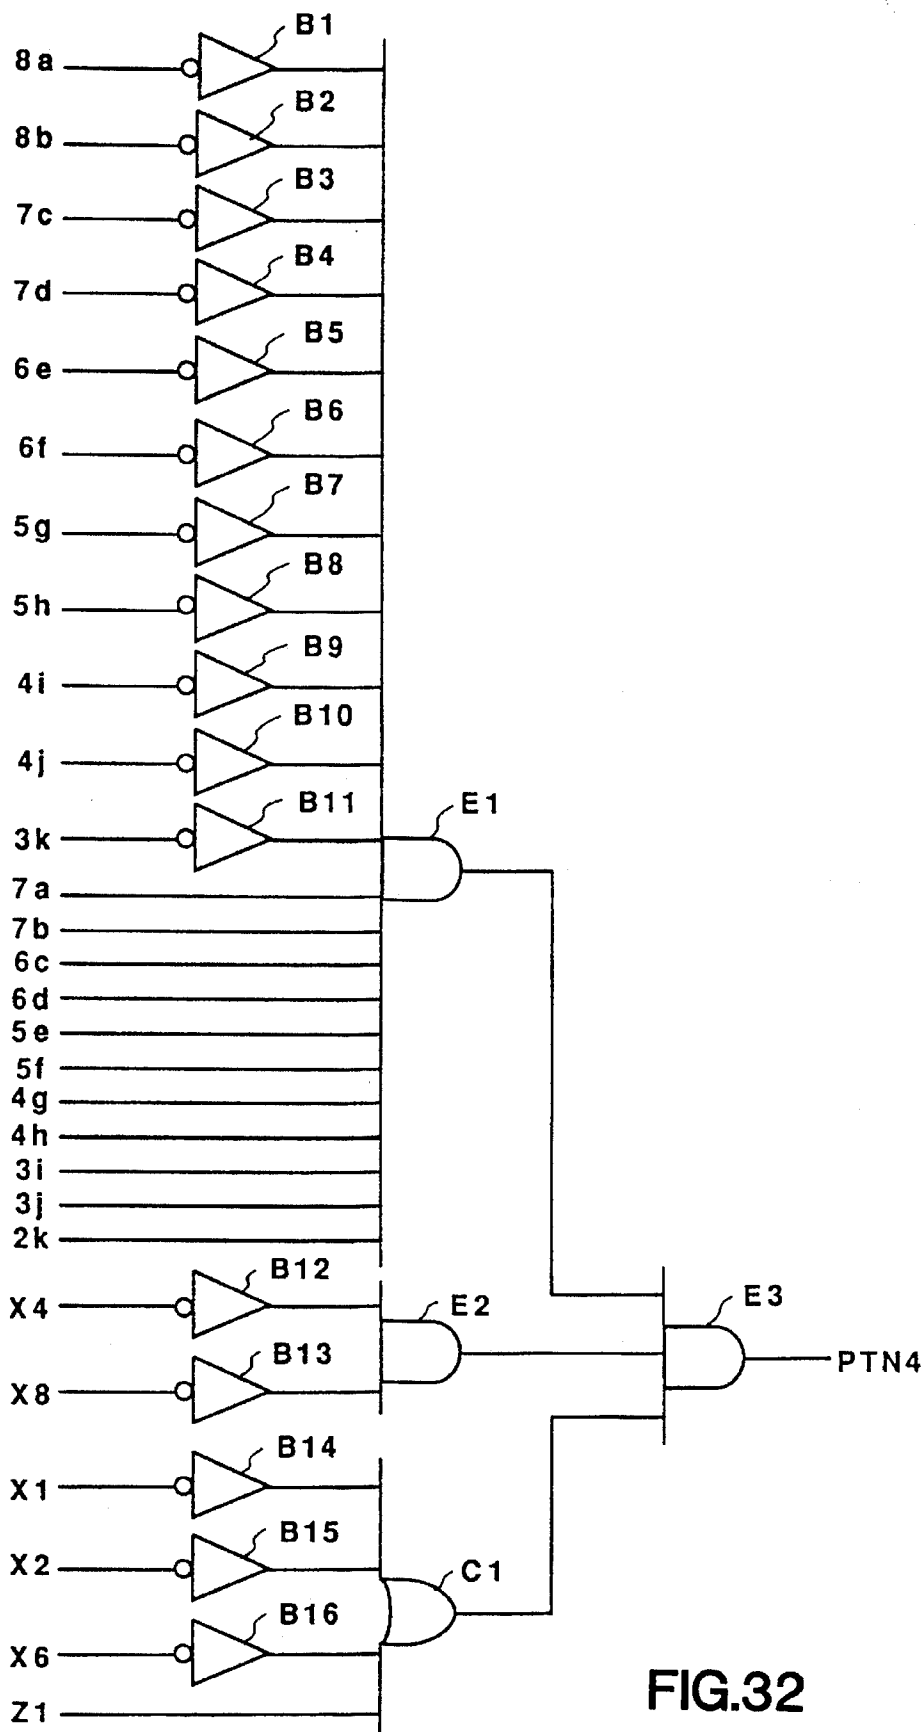 8a B1
8b B2
7c B3
7d B4
6e B5
6f B6
5g B7
5h B8
4i B9
4j B10
3k B11 E1
7a
7b
6c
6d
5e
5f
4g
4h
3i
3j
2k
X4 B12 E2 E3
X8 B13 PTN4
X1 B14
X2 B15 C1
X6 B16
Z1
FIG.32